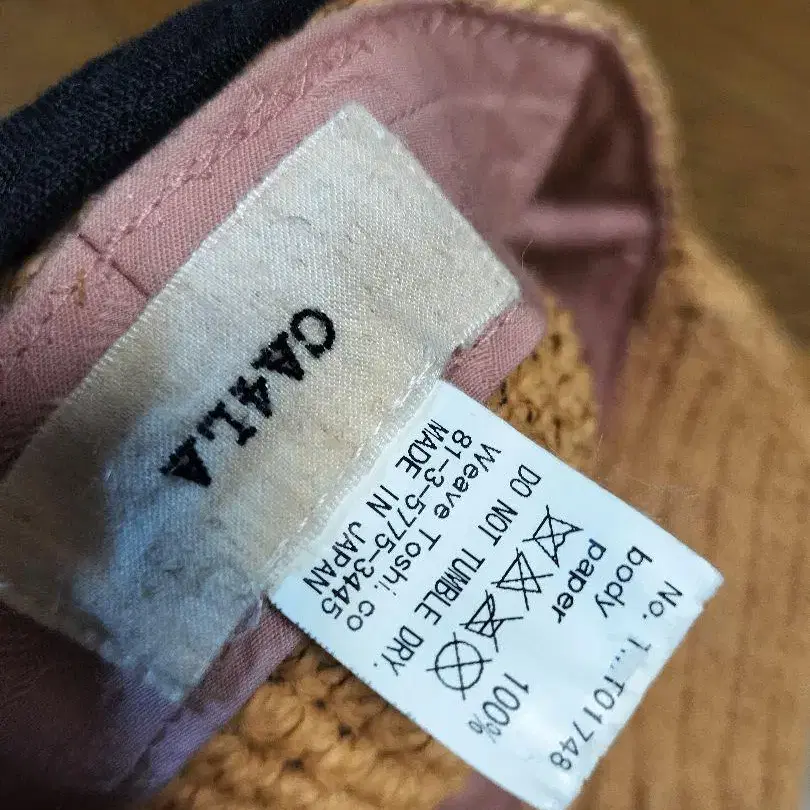 CA4LA
No. 1...T01748
body
paper 100%
DO NOT TUMBLE DRY.
Weave Toshi. co
81-3-5775-3445
MADE IN JAPAN